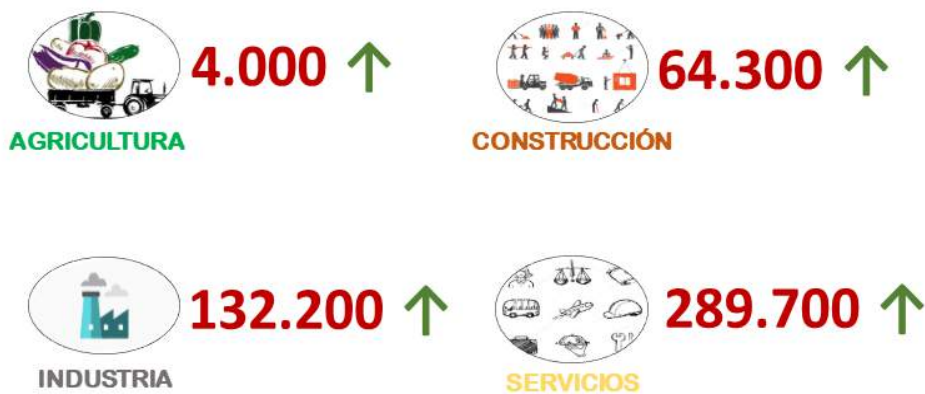 4.000 ↑
AGRICULTURA
64.300 ↑
CONSTRUCCIÓN
132.200 ↑
INDUSTRIA
289.700 ↑
SERVICIOS